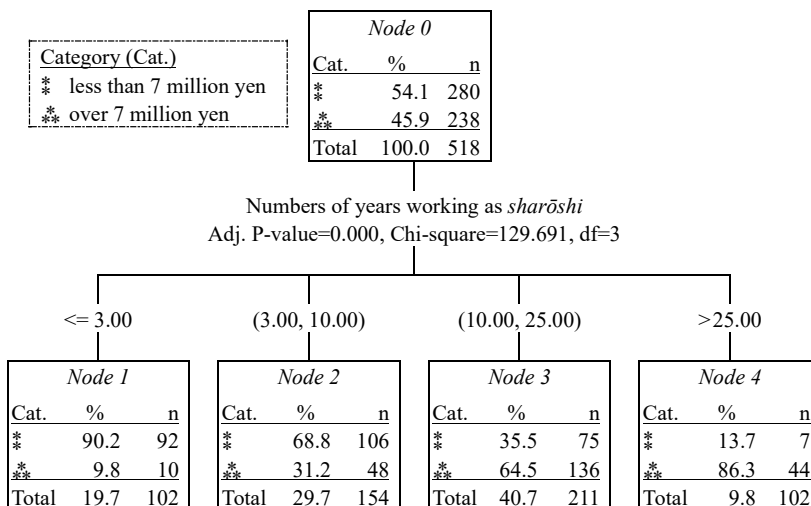 Node 0
Cat. % n
⁑ 54.1 280
⁂ 45.9 238
Total 100.0 518
Category (Cat.)
⁑ less than 7 million yen
⁂ over 7 million yen
Numbers of years working as sharōshi
Adj. P-value=0.000, Chi-square=129.691, df=3
<= 3.00 (3.00, 10.00) (10.00, 25.00) >25.00
Node 1
Cat. % n
⁑ 90.2 92
⁂ 9.8 10
Total 19.7 102
Node 2
Cat. % n
⁑ 68.8 106
⁂ 31.2 48
Total 29.7 154
Node 3
Cat. % n
⁑ 35.5 75
⁂ 64.5 136
Total 40.7 211
Node 4
Cat. % n
⁑ 13.7 7
⁂ 86.3 44
Total 9.8 102